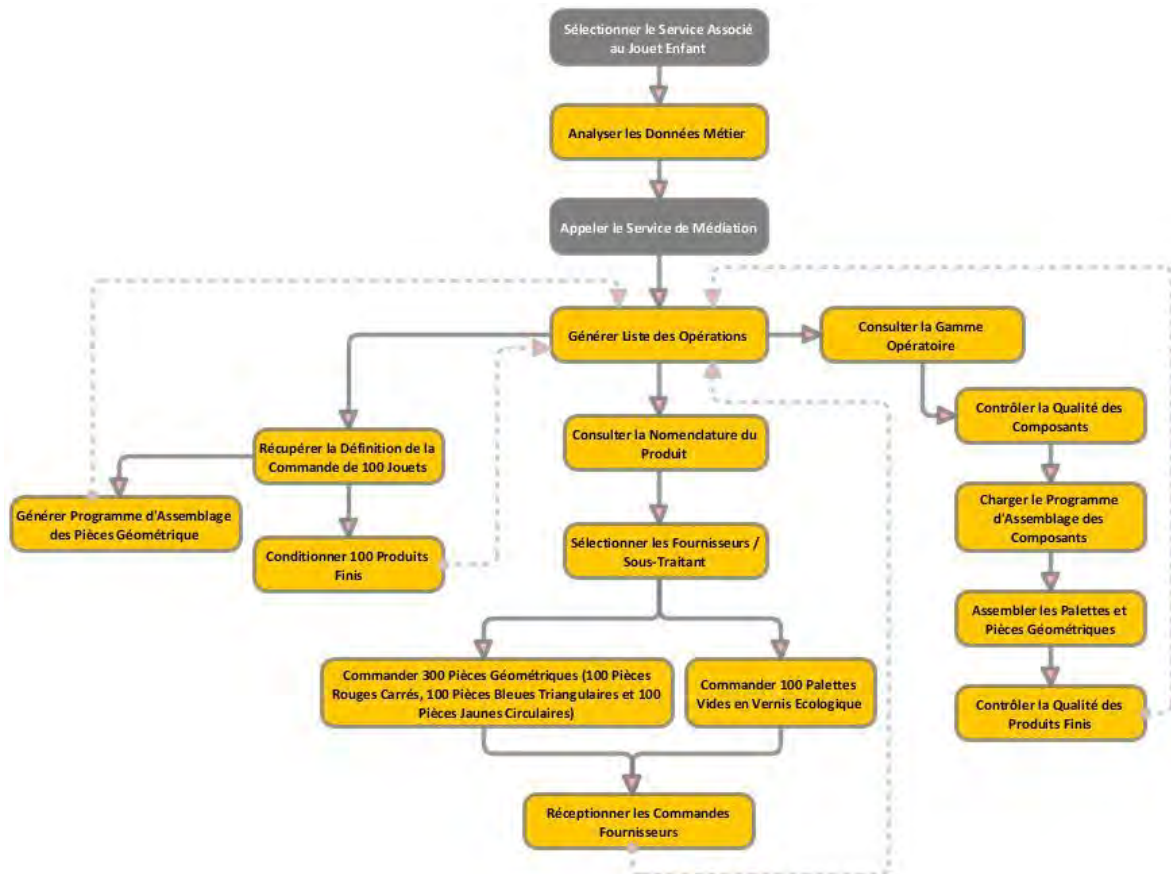 Sélectionner le Service Associé
au Jouet Enfant
Analyser les Données Métier
Appeler le Service de Médiation
Générer Liste des Opérations
Consulter la Gamme
Opératoire
Récupérer la Définition de la
Commande de 100 Jouets
Consulter la Nomenclature du
Produit
Contrôler la Qualité des
Composants
Générer Programme d'Assemblage
des Pièces Géométrique
Conditionner 100 Produits
Finis
Sélectionner les Fournisseurs /
Sous-Traitant
Charger le Programme
d'Assemblage des
Composants
Assembler les Palettes et
Pièces Géométriques
Commander 300 Pièces Géométriques (100 Pièces
Rouges Carrés, 100 Pièces Bleues Triangulaires et 100
Pièces Jaunes Circulaires)
Commander 100 Palettes
Vides en Vernis Ecologique
Contrôler la Qualité des
Produits Finis
Réceptionner les Commandes
Fournisseurs